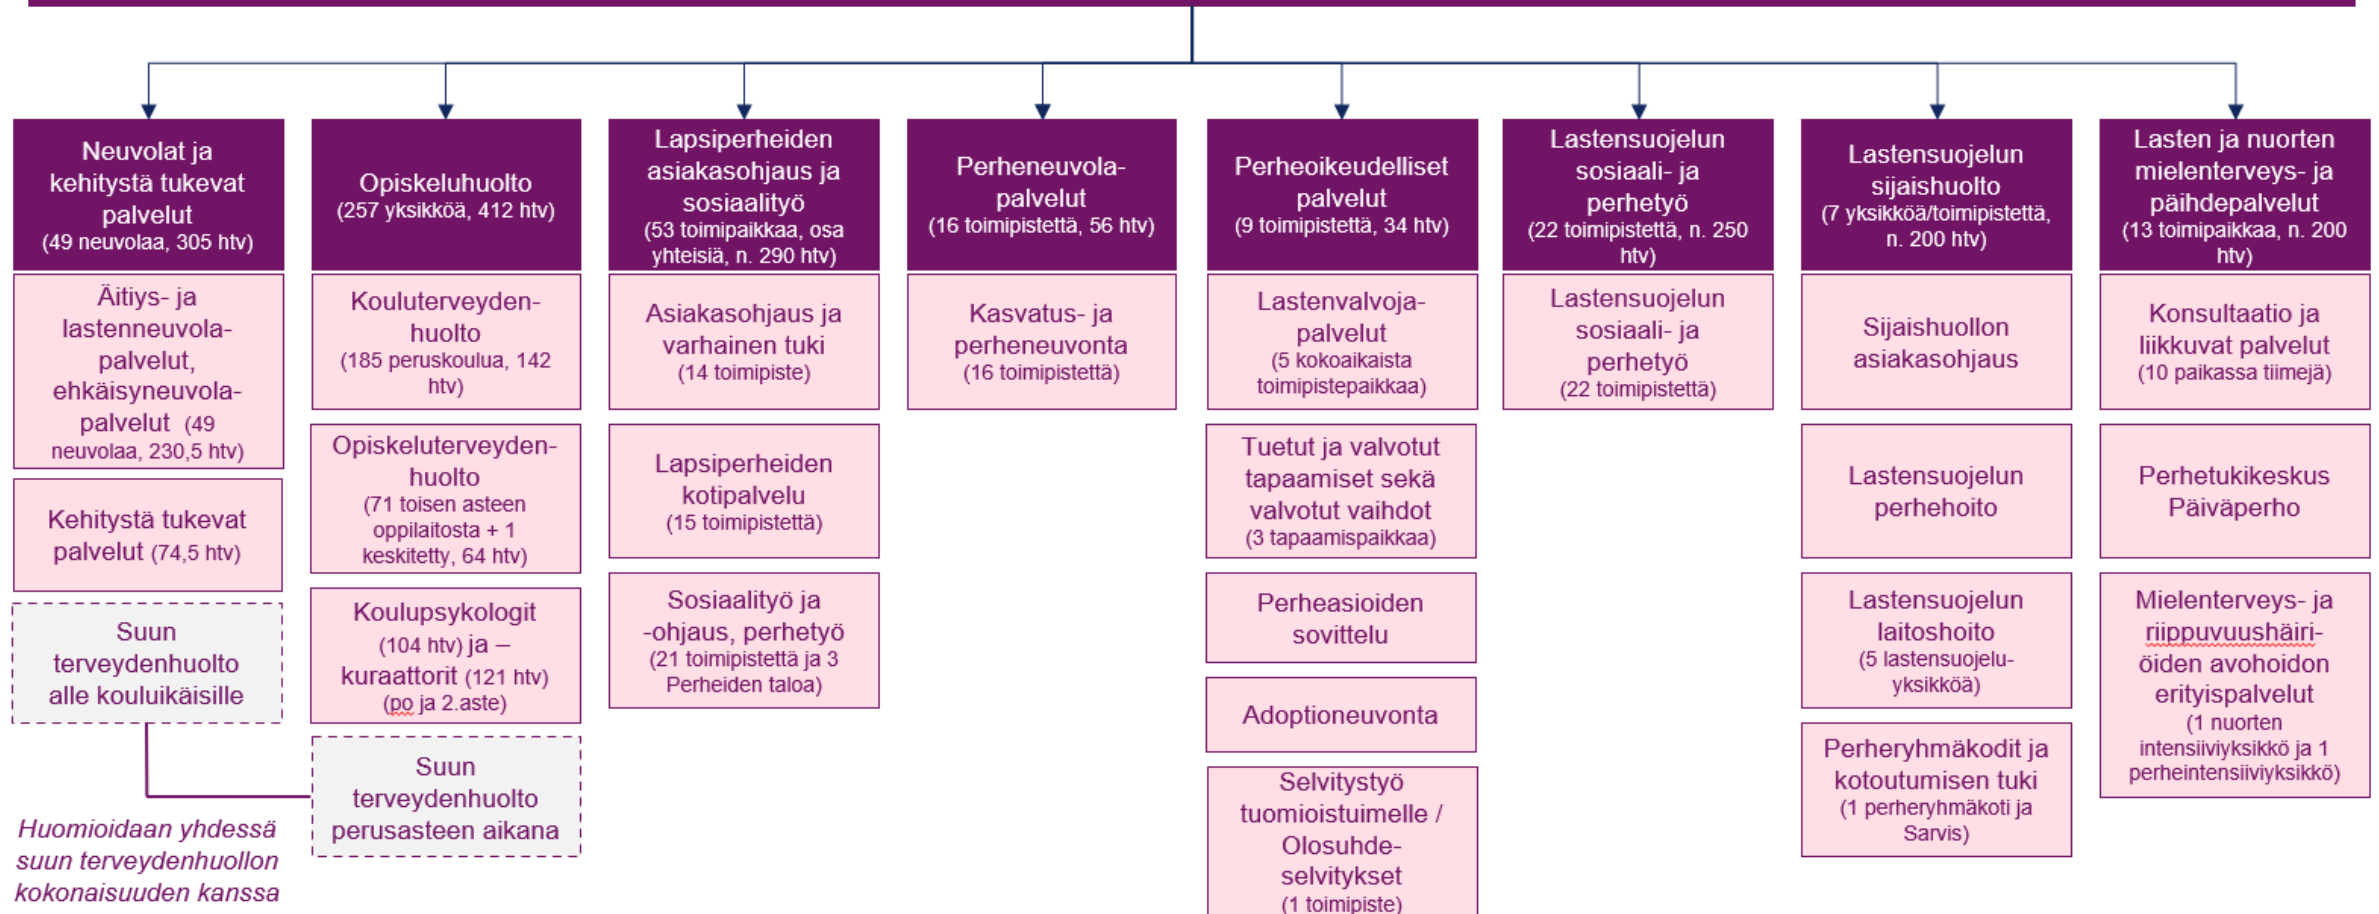 Neuvolat ja
kehitystä tukevat
palvelut
(49 neuvolaa, 305 htv)
Äitiys- ja
lastenneuvola-
palvelut,
ehkäisyneuvola-
palvelut (49
neuvolaa, 230,5 htv)
Kehitystä tukevat
palvelut (74,5 htv)
Suun
terveydenhuolto
alle kouluikäisille
Huomioidaan yhdessä
suun terveydenhuollon
kokonaisuuden kanssa
Opiskeluhuolto
(257 yksikköä, 412 htv)
Kouluterveyden-
huolto
(185 peruskoulua, 142
htv)
Opiskeluterveyden-
huolto
(71 toisen asteen
oppilaitosta + 1
keskitetty, 64 htv)
Koulupsykologit
(104 htv) ja –
kuraattorit (121 htv)
(po ja 2.aste)
Suun
terveydenhuolto
perusasteen aikana
Lapsiperheiden
asiakasohjaus ja
sosiaalityö
(53 toimipaikkaa, osa
yhteisiä, n. 290 htv)
Asiakasohjaus ja
varhainen tuki
(14 toimipiste)
Lapsiperheiden
kotipalvelu
(15 toimipistettä)
Sosiaalityö ja
-ohjaus, perhetyö
(21 toimipistettä ja 3
Perheiden taloa)
Perheneuvola-
palvelut
(16 toimipistettä, 56 htv)
Kasvatus- ja
perheneuvonta
(16 toimipistettä)
Perheoikeudelliset
palvelut
(9 toimipistettä, 34 htv)
Lastenvalvoja-
palvelut
(5 kokoaikaista
toimipistepaikkaa)
Tuetut ja valvotut
tapaamiset sekä
valvotut vaihdot
(3 tapaamispaikkaa)
Perheasioiden
sovittelu
Adoptioneuvonta
Selvitystyö
tuomioistuimelle /
Olosuhde-
selvitykset
(1 toimipiste)
Lastensuojelun
sosiaali- ja
perhetyö
(22 toimipistettä, n. 250
htv)
Lastensuojelun
sosiaali- ja
perhetyö
(22 toimipistettä)
Lastensuojelun
sijaishuolto
(7 yksikköä/toimipistettä,
n. 200 htv)
Sijaishuollon
asiakasohjaus
Lastensuojelun
perhehoito
Lastensuojelun
laitoshoito
(5 lastensuojelu-
yksikköä)
Perheryhmäkodit ja
kotoutumisen tuki
(1 perheryhmäkoti ja
Sarvis)
Lasten ja nuorten
mielenterveys- ja
päihdepalvelut
(13 toimipaikkaa, n. 200
htv)
Konsultaatio ja
liikkuvat palvelut
(10 paikassa tiimejä)
Perhetukikeskus
Päiväperho
Mielenterveys- ja
riippuvuushäiri-
öiden avohoidon
erityispalvelut
(1 nuorten
intensiiviyksikkö ja 1
perheintensiiviyksikkö)